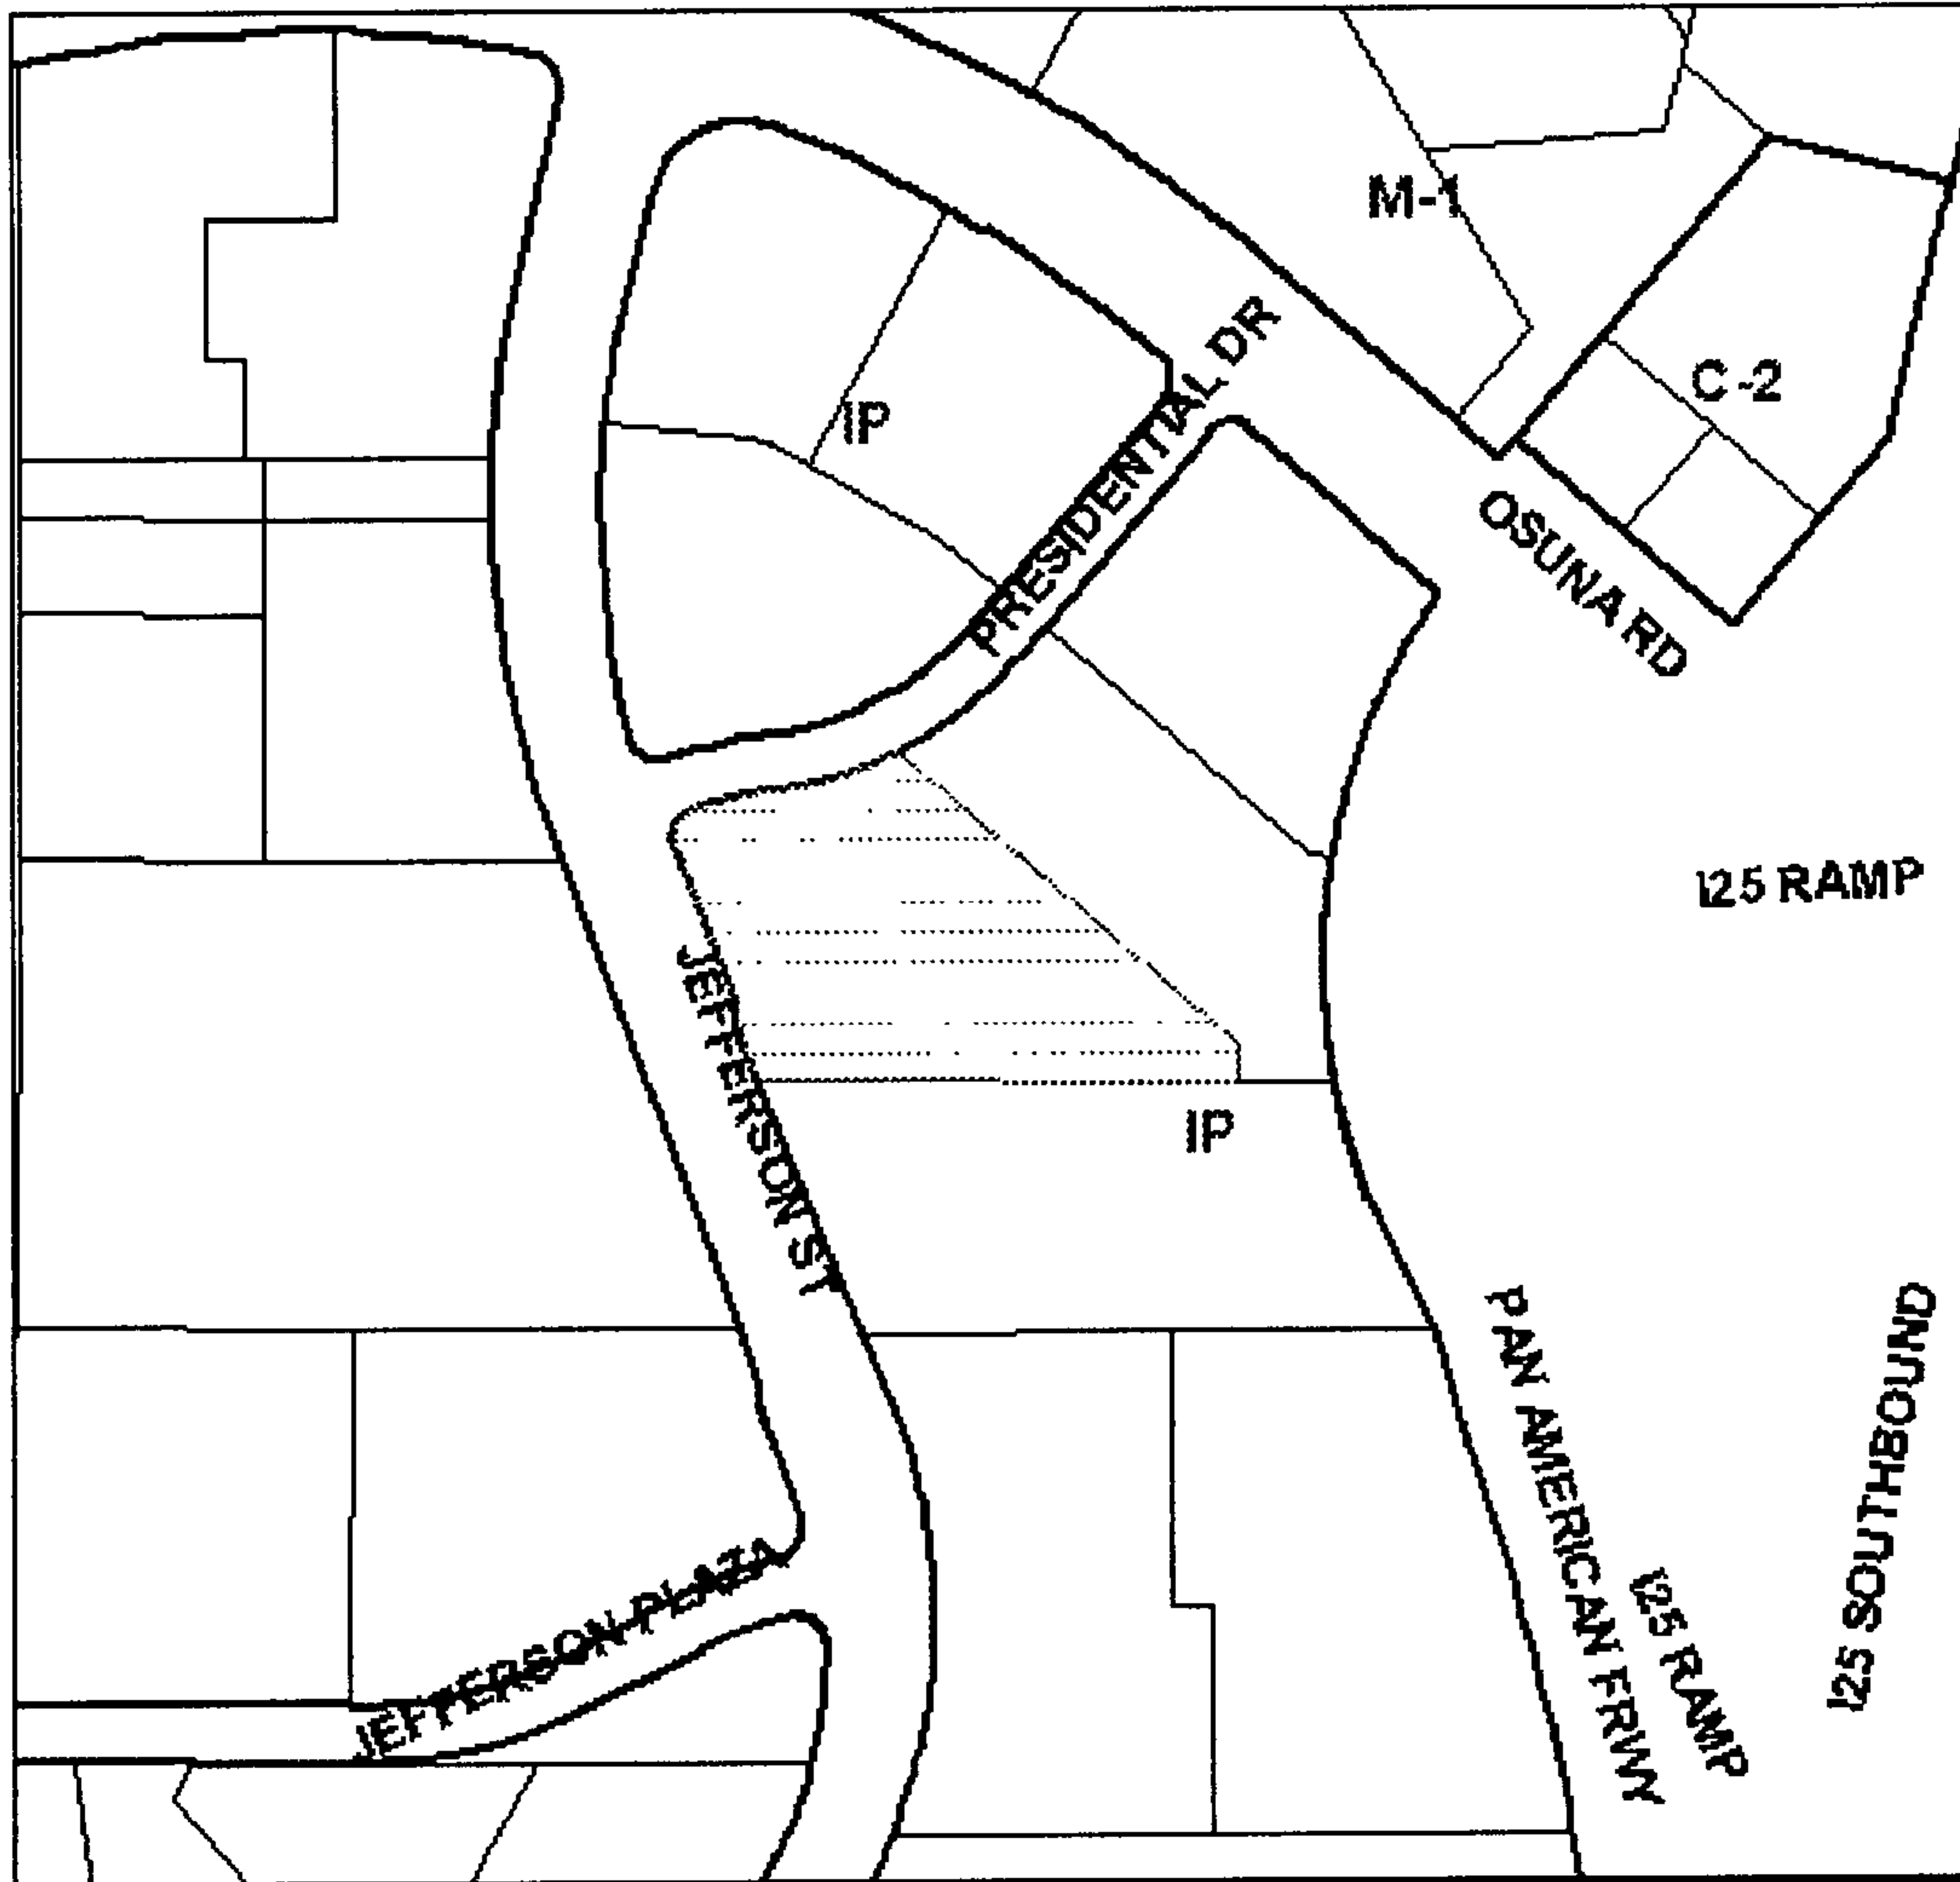 M-1
PRESIDENTIAL DR
C-2
IP
OSUNA RD
I25 RAMP
JEFFERSON ST
IP
PAN AMERICAN FRWY
I25 SOUTHBOUND
JEFFERSON PLAZA
I25 RAMP